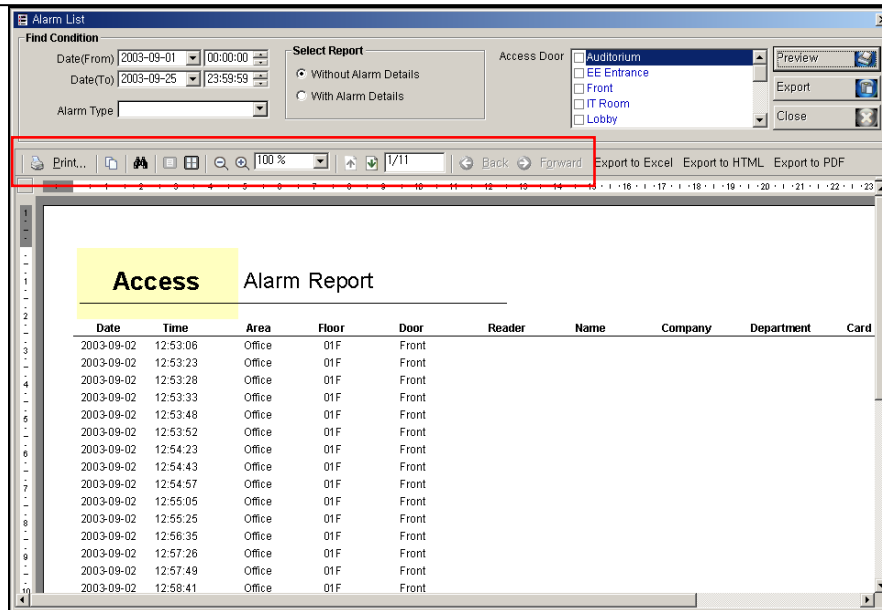 Alarm List
Find Condition
Date(From) 2003-09-01 00:00:00
Date(To) 2003-09-25 23:59:59
Alarm Type
Select Report
Without Alarm Details
With Alarm Details
Access Door
Auditorium
EE Entrance
Front
IT Room
Lobby
Preview
Export
Close
Print... 100 % 1/11 Back Forward Export to Excel Export to HTML Export to PDF
Access Alarm Report
Date Time Area Floor Door Reader Name Company Department Card
2003-09-02 12:53:06 Office 01F Front
2003-09-02 12:53:23 Office 01F Front
2003-09-02 12:53:28 Office 01F Front
2003-09-02 12:53:33 Office 01F Front
2003-09-02 12:53:48 Office 01F Front
2003-09-02 12:53:52 Office 01F Front
2003-09-02 12:54:23 Office 01F Front
2003-09-02 12:54:43 Office 01F Front
2003-09-02 12:54:57 Office 01F Front
2003-09-02 12:55:05 Office 01F Front
2003-09-02 12:55:25 Office 01F Front
2003-09-02 12:56:35 Office 01F Front
2003-09-02 12:57:26 Office 01F Front
2003-09-02 12:57:49 Office 01F Front
2003-09-02 12:58:41 Office 01F Front